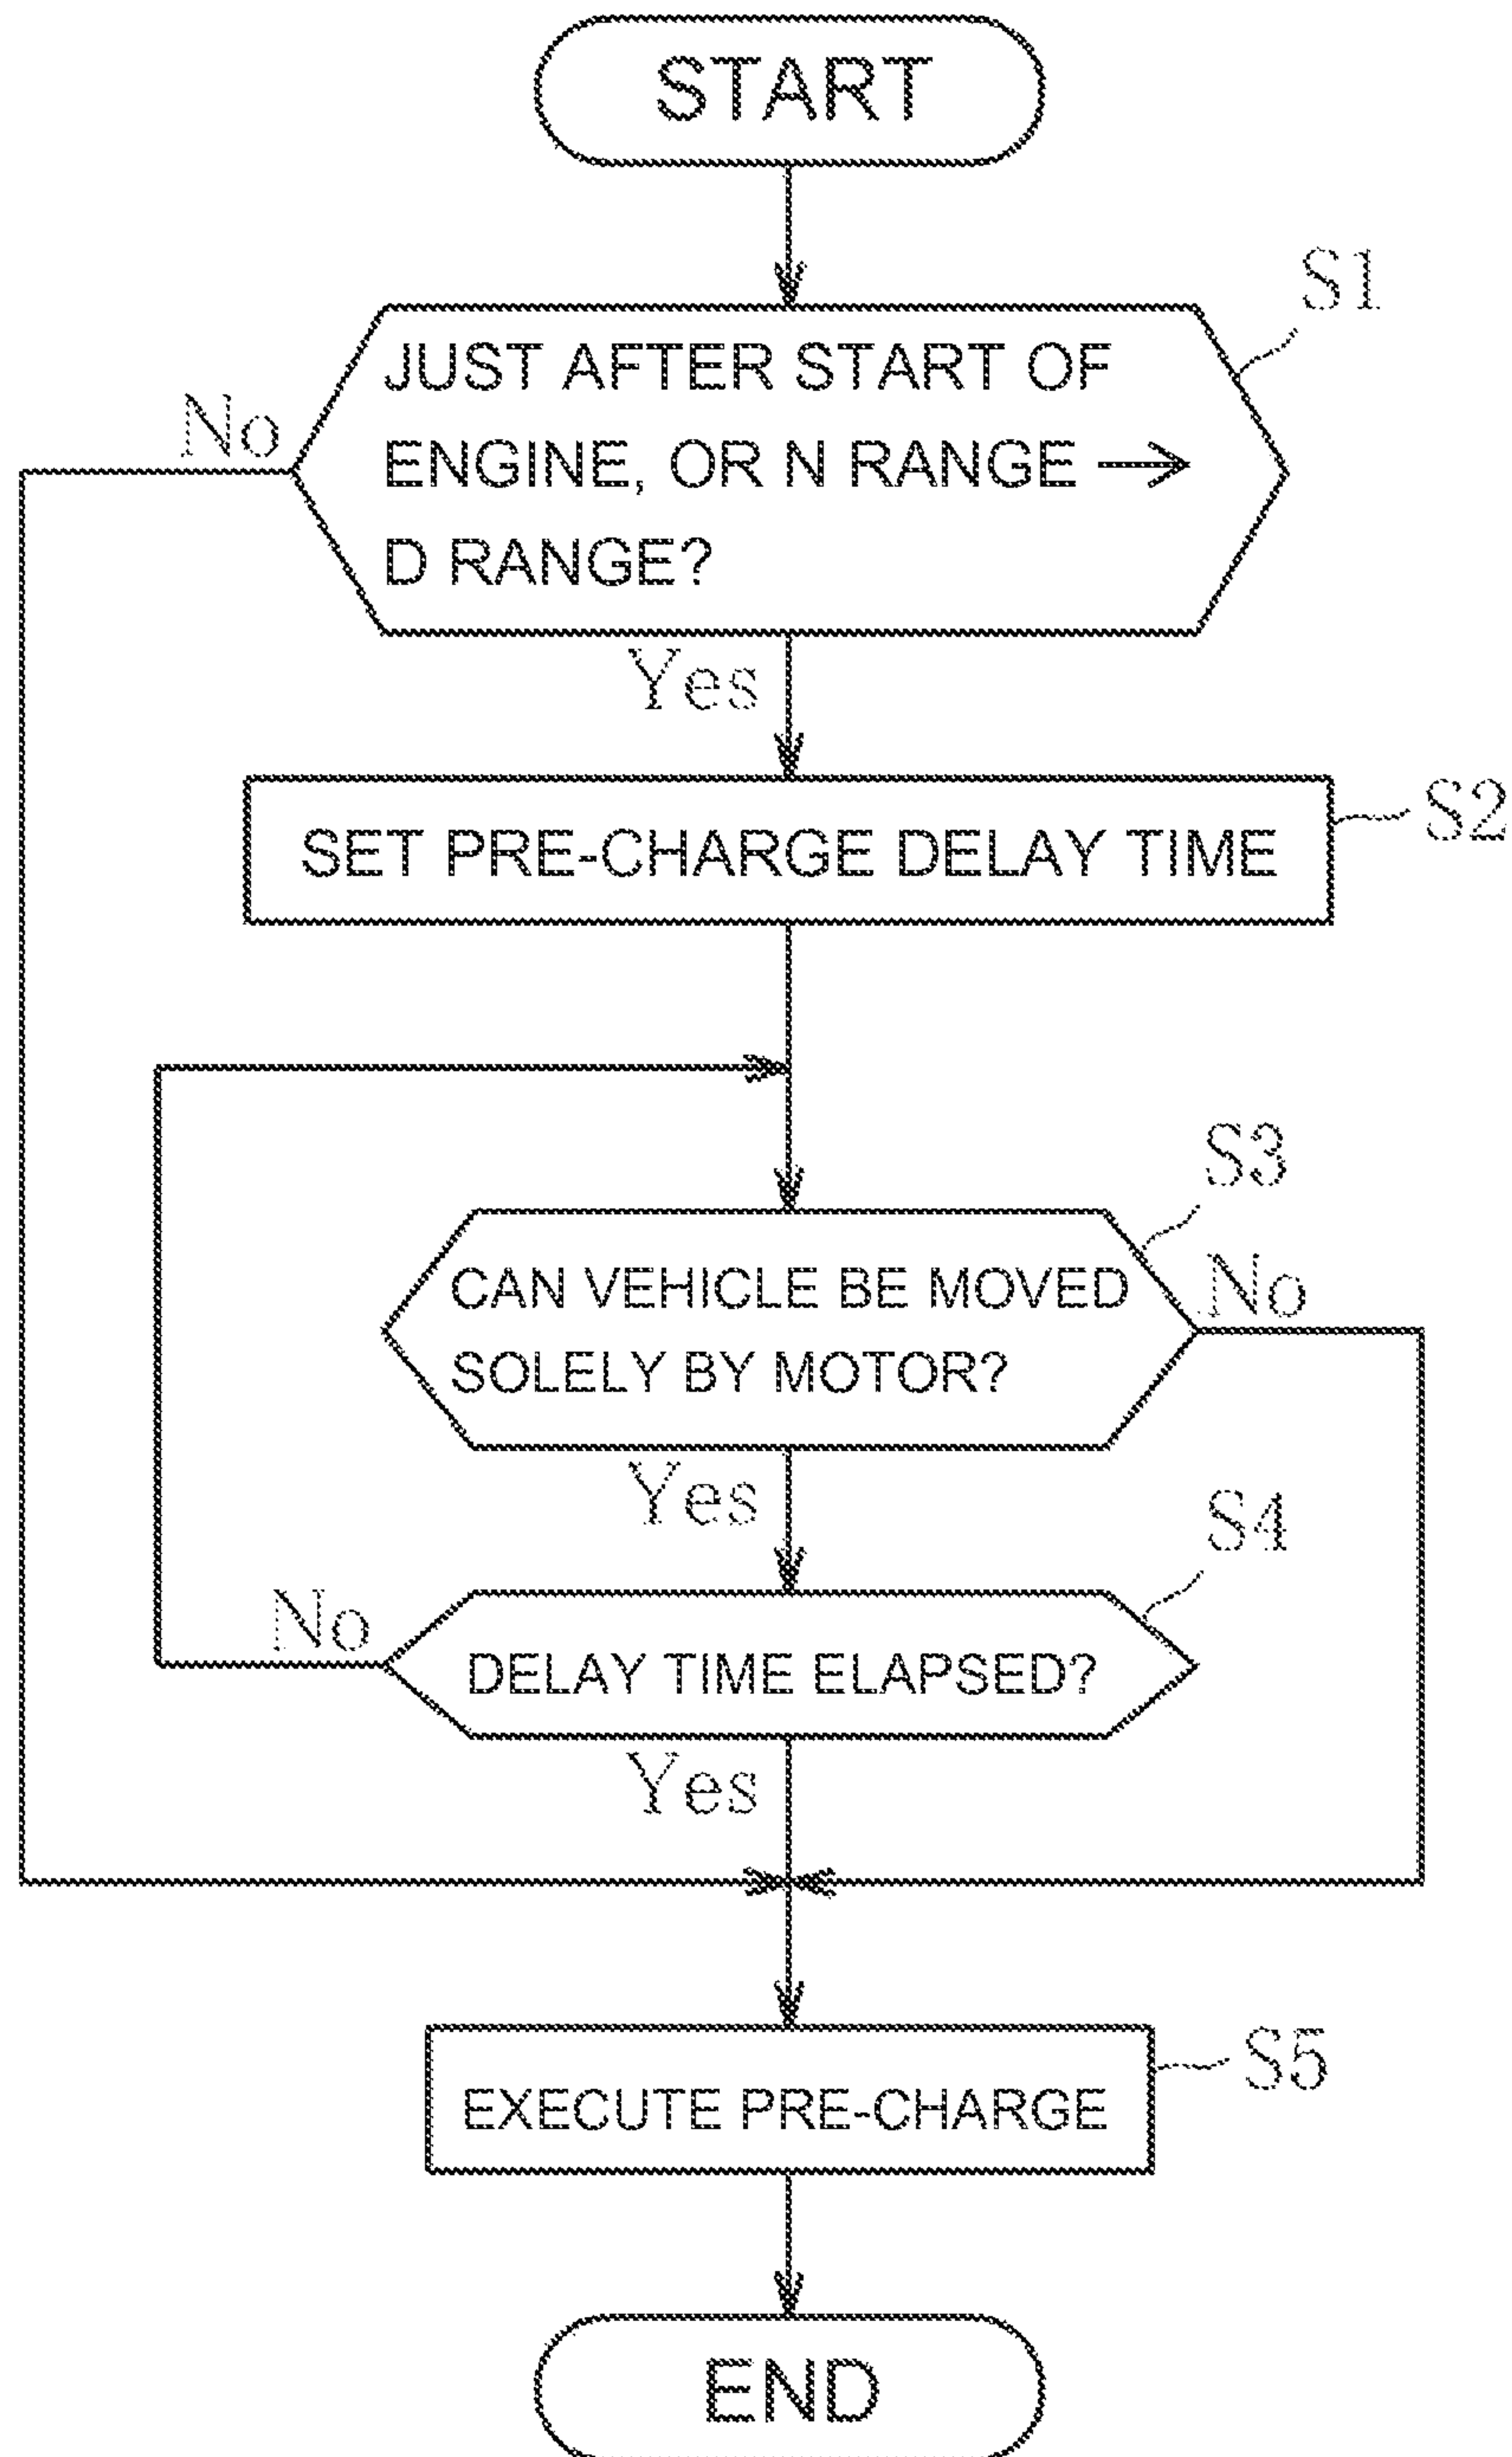 START
S1
JUST AFTER START OF
No
ENGINE, OR N RANGE →
D RANGE?
Yes
S2
SET PRE-CHARGE DELAY TIME
S3
CAN VEHICLE BE MOVED
No
SOLELY BY MOTOR?
Yes
S4
No
DELAY TIME ELAPSED?
Yes
S5
EXECUTE PRE-CHARGE
END